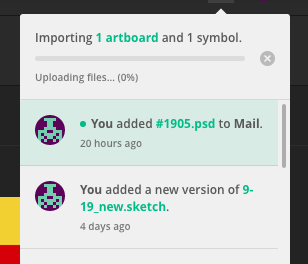 Importing 1 artboard and 1 symbol.
Uploading files... (0%)
You added #1905.psd to Mail.
20 hours ago
You added a new version of 9-
19_new.sketch.
4 days ago